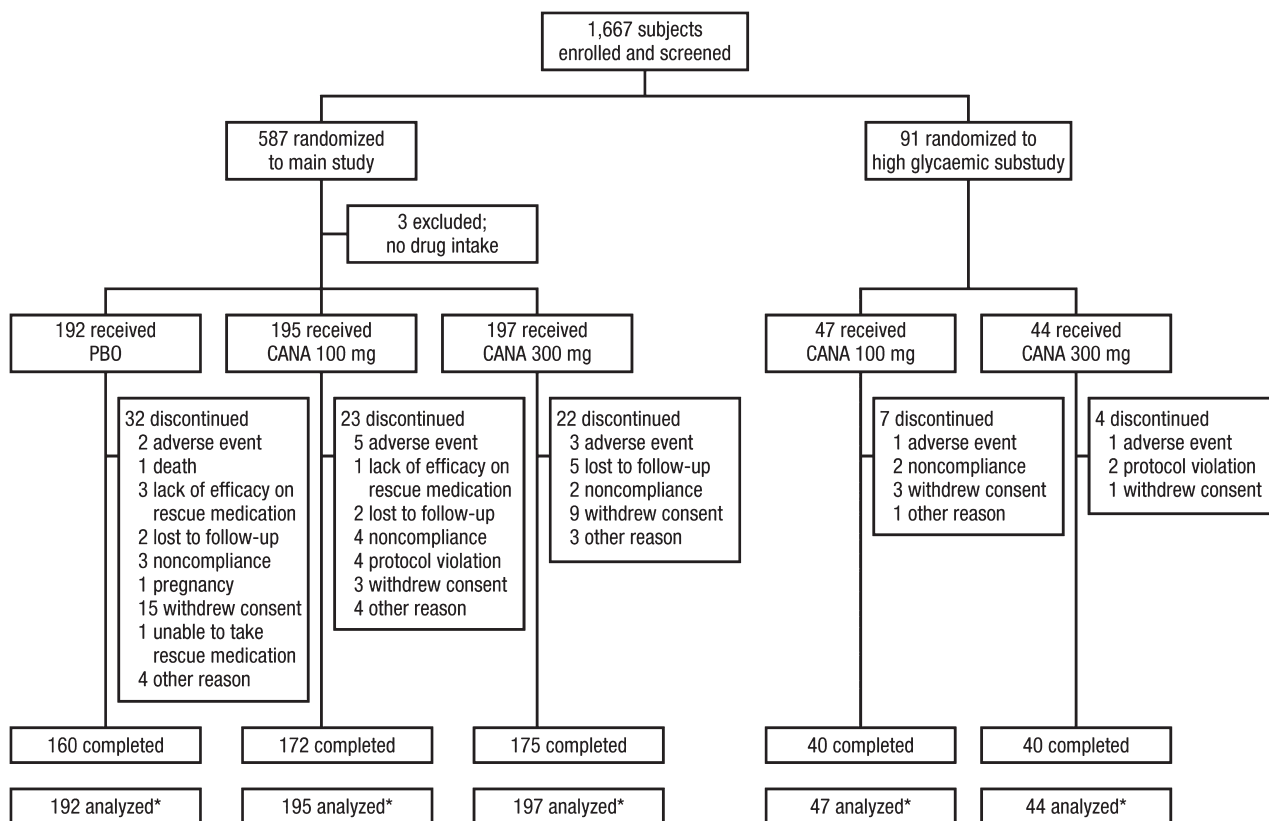 1,667 subjects
enrolled and screened
587 randomized
to main study
91 randomized to
high glycaemic substudy
3 excluded;
no drug intake
192 received
PBO
195 received
CANA 100 mg
197 received
CANA 300 mg
47 received
CANA 100 mg
44 received
CANA 300 mg
32 discontinued
2 adverse event
1 death
3 lack of efficacy on
rescue medication
2 lost to follow-up
3 noncompliance
1 pregnancy
15 withdrew consent
1 unable to take
rescue medication
4 other reason
23 discontinued
5 adverse event
1 lack of efficacy on
rescue medication
2 lost to follow-up
4 noncompliance
4 protocol violation
3 withdrew consent
4 other reason
22 discontinued
3 adverse event
5 lost to follow-up
2 noncompliance
9 withdrew consent
3 other reason
7 discontinued
1 adverse event
2 noncompliance
3 withdrew consent
1 other reason
4 discontinued
1 adverse event
2 protocol violation
1 withdrew consent
160 completed
172 completed
175 completed
40 completed
40 completed
192 analyzed*
195 analyzed*
197 analyzed*
47 analyzed*
44 analyzed*